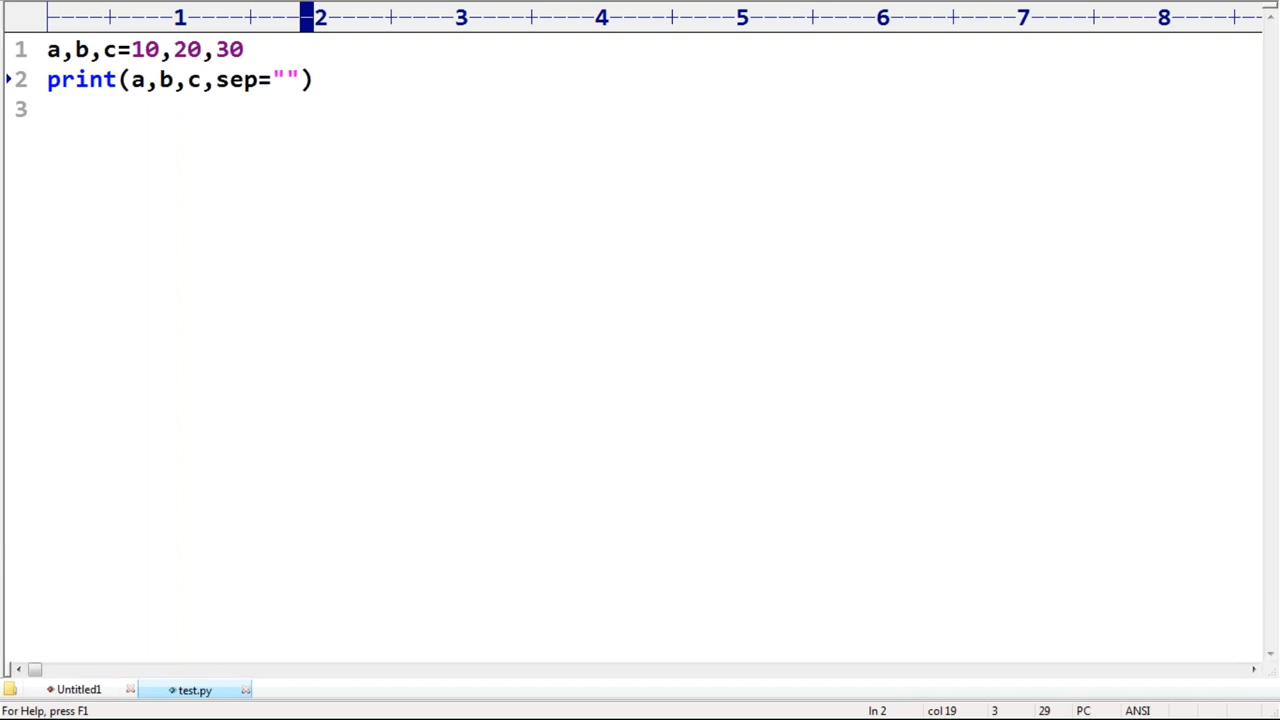 1 2 3 4 5 6 7 8
1 a,b,c=10,20,30
2 print(a,b,c,sep="")
3
Untitled1 test.py
For Help, press F1 ln 2 col 19 3 29 PC ANSI